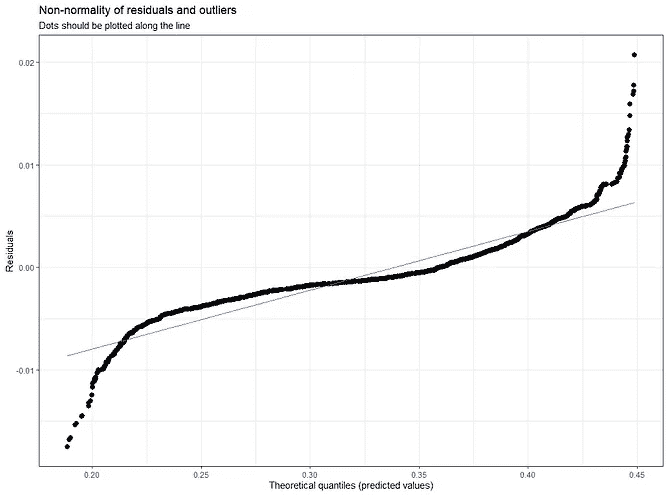 Non-normality of residuals and outliers
Dots should be plotted along the line
0.02
0.01
0.00
-0.01
Residuals
0.20 0.25 0.30 0.35 0.40 0.45
Theoretical quantiles (predicted values)